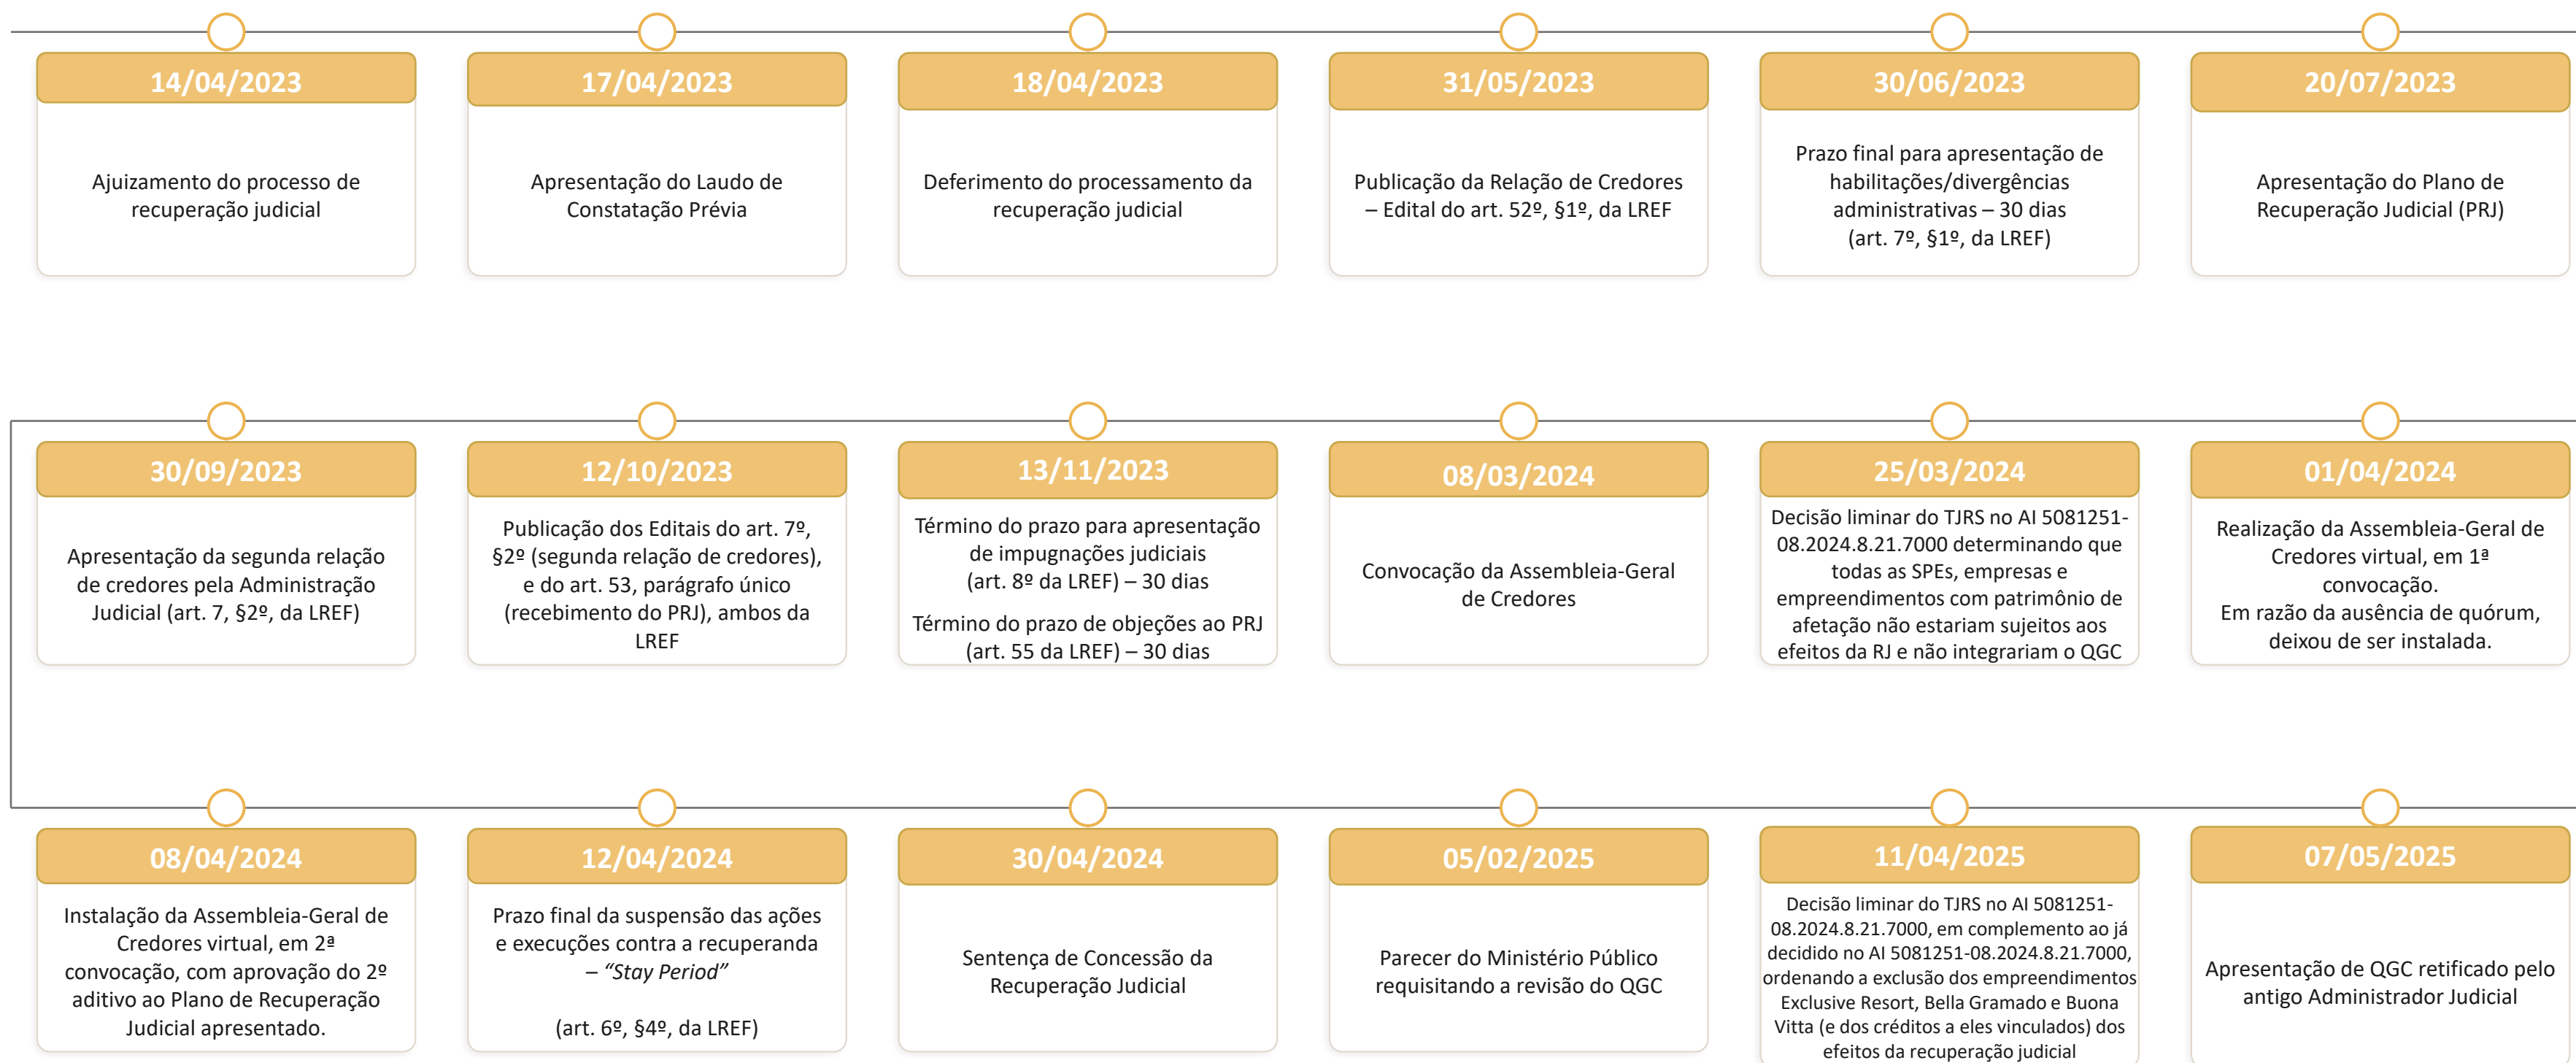 14/04/2023
Ajuizamento do processo de
recuperação judicial
17/04/2023
Apresentação do Laudo de
Constatação Prévia
18/04/2023
Deferimento do processamento da
recuperação judicial
31/05/2023
Publicação da Relação de Credores
– Edital do art. 52º, §1º, da LREF
30/06/2023
Prazo final para apresentação de
habilitações/divergências
administrativas – 30 dias
(art. 7º, §1º, da LREF)
20/07/2023
Apresentação do Plano de
Recuperação Judicial (PRJ)
30/09/2023
Apresentação da segunda relação
de credores pela Administração
Judicial (art. 7, §2º, da LREF)
12/10/2023
Publicação dos Editais do art. 7º,
§2º (segunda relação de credores),
e do art. 53, parágrafo único
(recebimento do PRJ), ambos da
LREF
13/11/2023
Término do prazo para apresentação
de impugnações judiciais
(art. 8º da LREF) – 30 dias
Término do prazo de objeções ao PRJ
(art. 55 da LREF) – 30 dias
08/03/2024
Convocação da Assembleia-Geral
de Credores
25/03/2024
Decisão liminar do TJRS no AI 5081251-
08.2024.8.21.7000 determinando que
todas as SPEs, empresas e
empreendimentos com patrimônio de
afetação não estariam sujeitos aos
efeitos da RJ e não integrariam o QGC
01/04/2024
Realização da Assembleia-Geral de
Credores virtual, em 1ª
convocação.
Em razão da ausência de quórum,
deixou de ser instalada.
08/04/2024
Instalação da Assembleia-Geral de
Credores virtual, em 2ª
convocação, com aprovação do 2º
aditivo ao Plano de Recuperação
Judicial apresentado.
12/04/2024
Prazo final da suspensão das ações
e execuções contra a recuperanda
– “Stay Period”
(art. 6º, §4º, da LREF)
30/04/2024
Sentença de Concessão da
Recuperação Judicial
05/02/2025
Parecer do Ministério Público
requisitando a revisão do QGC
11/04/2025
Decisão liminar do TJRS no AI 5081251-
08.2024.8.21.7000, em complemento ao já
decidido no AI 5081251-08.2024.8.21.7000,
ordenando a exclusão dos empreendimentos
Exclusive Resort, Bella Gramado e Buona
Vitta (e dos créditos a eles vinculados) dos
efeitos da recuperação judicial
07/05/2025
Apresentação de QGC retificado pelo
antigo Administrador Judicial